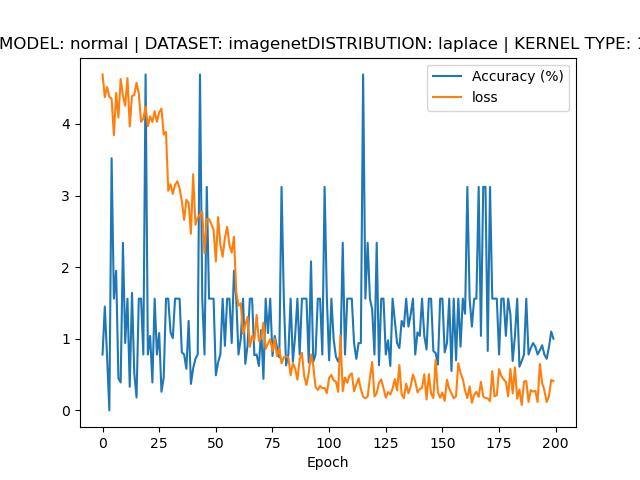 MODEL: normal | DATASET: imagenetDISTRIBUTION: laplace | KERNEL TYPE:
Accuracy (%)
loss
4
3
2
1
0
0 25 50 75 100 125 150 175 200
Epoch